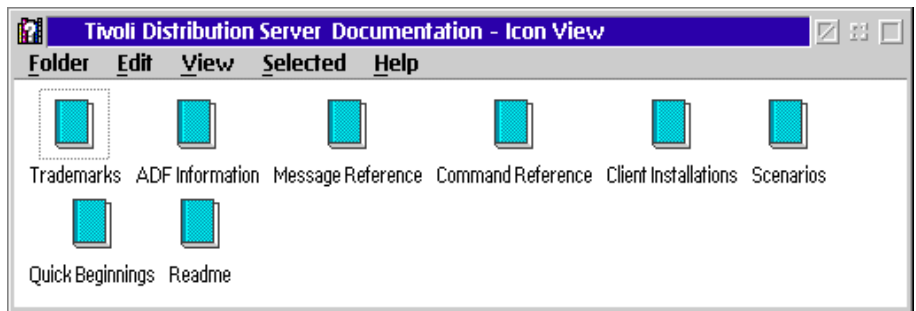 Tivoli Distribution Server Documentation - Icon View
Folder Edit View Selected Help
Trademarks ADF Information Message Reference Command Reference Client Installations Scenarios
Quick Beginnings Readme